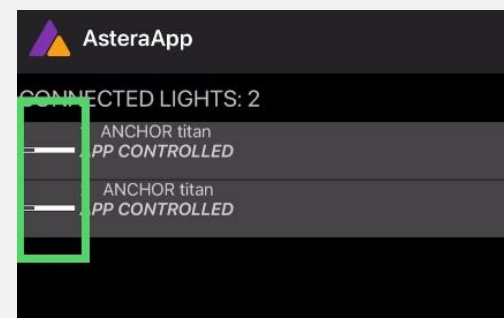 AsteraApp
CONNECTED LIGHTS: 2
ANCHOR titan
APP CONTROLLED
ANCHOR titan
APP CONTROLLED